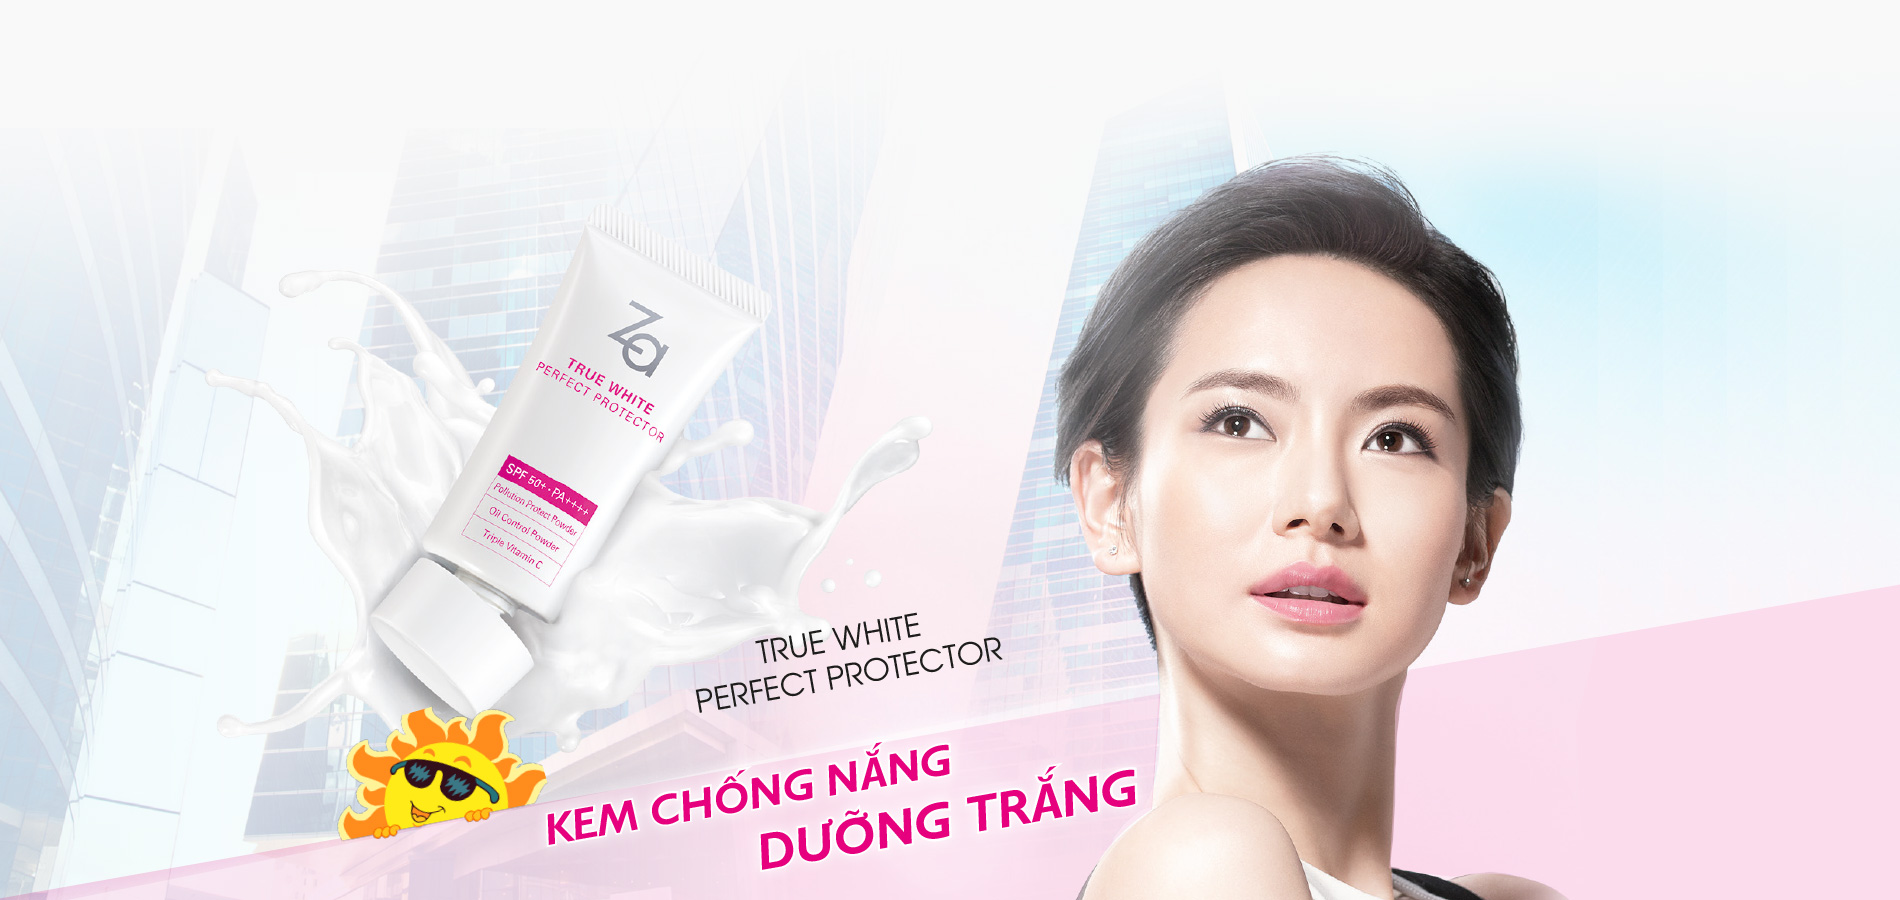 Za
TRUE WHITE
PERFECT PROTECTOR
SPF 50+ · PA++++
Pollution Protect Powder
Oil Control Powder
Triple Vitamin C
TRUE WHITE
PERFECT PROTECTOR
KEM CHỐNG NẮNG
DƯỠNG TRẮNG